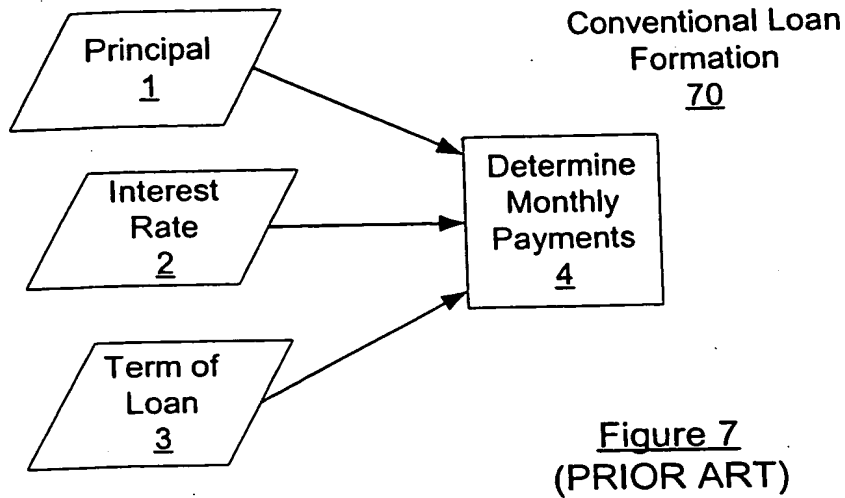 Principal
1
Conventional Loan
Formation
70
Interest
Rate
2
Determine
Monthly
Payments
4
Term of
Loan
3
Figure 7
(PRIOR ART)